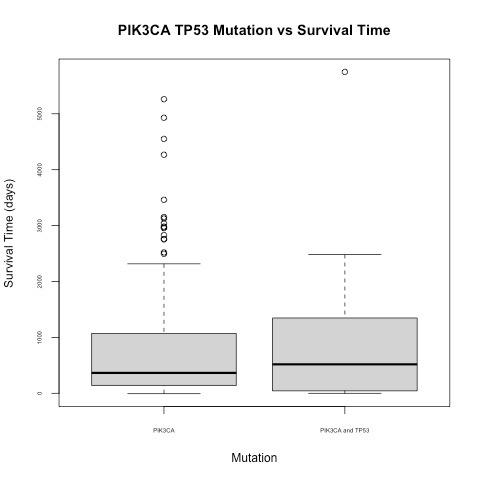 PIK3CA TP53 Mutation vs Survival Time
Survival Time (days)
5000
4000
3000
2000
1000
0
PIK3CA
PIK3CA and TP53
Mutation